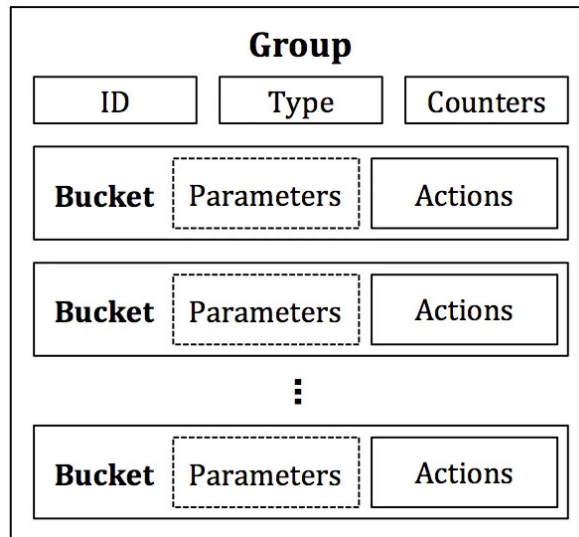 Group
ID Type Counters
Bucket Parameters Actions
Bucket Parameters Actions
⋮
Bucket Parameters Actions